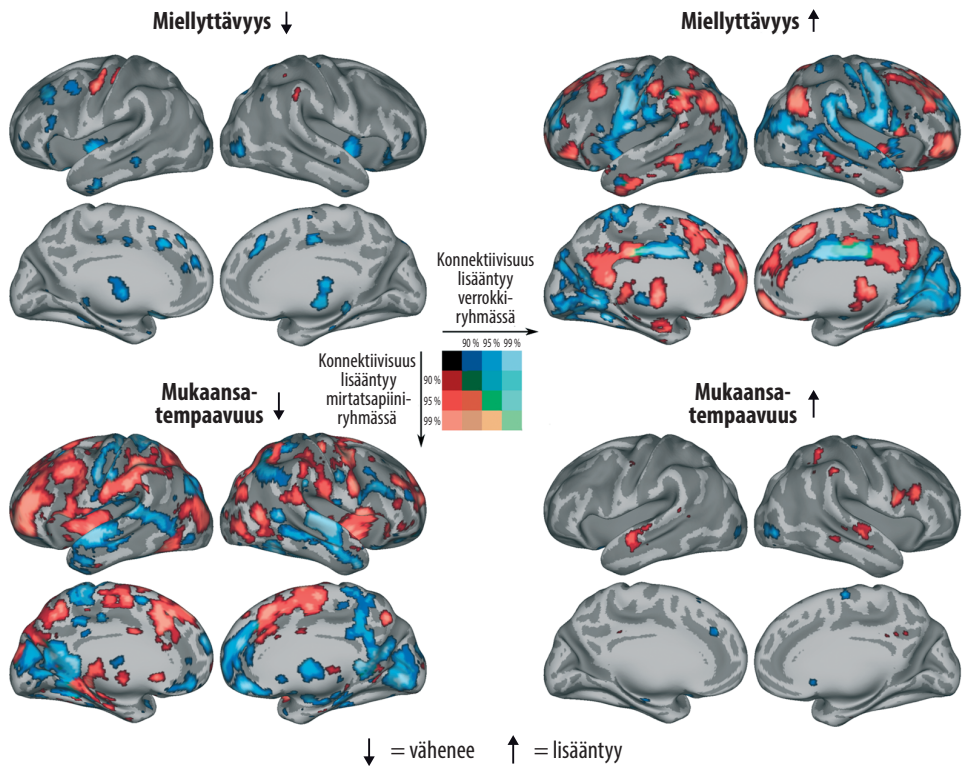 Miellyttävyys ↓
Miellyttävyys ↑
Konnektiivisuus
lisääntyy
verrokki-
ryhmässä
90 % 95 % 99 %
Konnektiivisuus
lisääntyy
mirtatsapiini-
ryhmässä
90 %
95 %
99 %
Mukaansa-
tempaavuus ↓
Mukaansa-
tempaavuus ↑
↓ = vähenee ↑ = lisääntyy